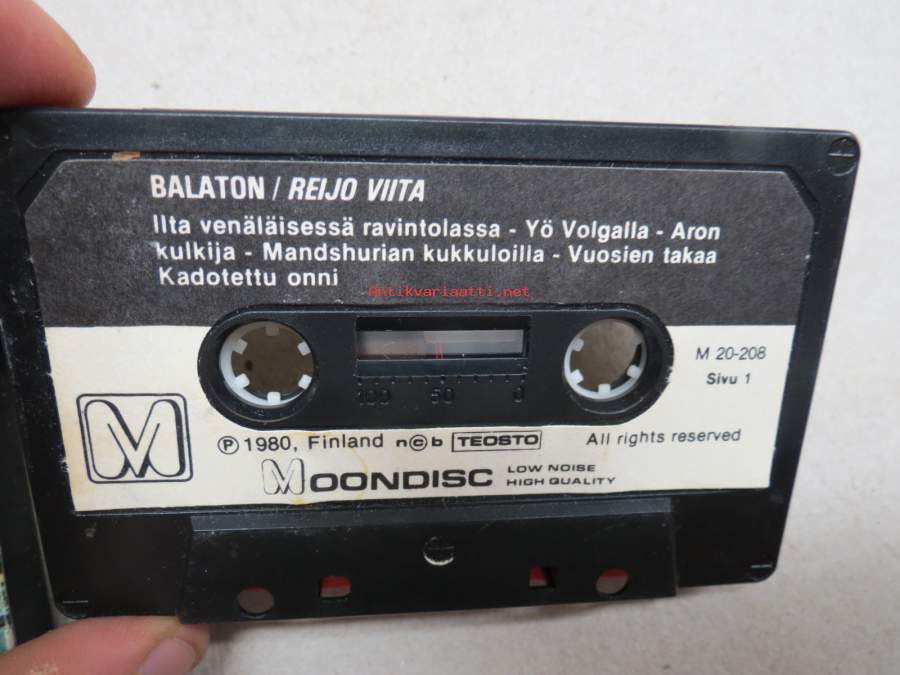 BALATON / REIJO VIITA
Ilta venäläisessä ravintolassa - Yö Volgalla - Aron
kulkija - Mandshurian kukkuloilla - Vuosien takaa
Kadotettu onni
antikvariaatti.net
100 50 0
M 20-208
Sivu 1
Ⓟ 1980, Finland n©b TEOSTO All rights reserved
MOONDISC LOW NOISE
HIGH QUALITY